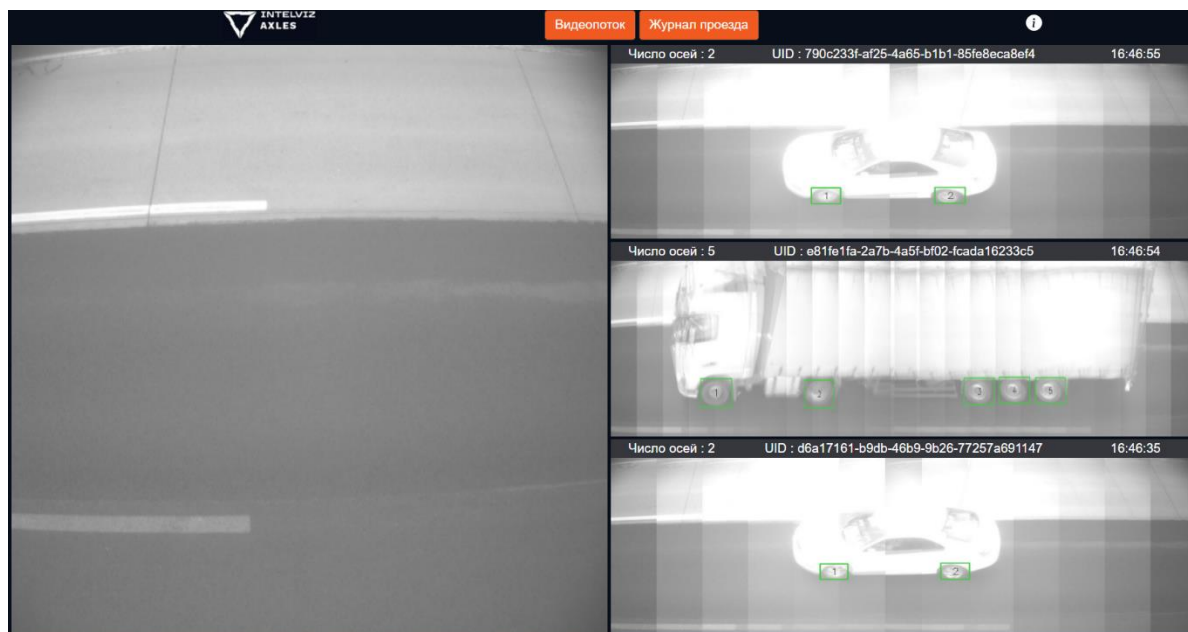 INTELVIZ
AXLES
Видеопоток
Журнал проезда
i
Число осей : 2 UID : 790c233f-af25-4a65-b1b1-85fe8eca8ef4 16:46:55
1 2
Число осей : 5 UID : e81fe1fa-2a7b-4a5f-bf02-fcada16233c5 16:46:54
1 2 3 4 5
Число осей : 2 UID : d6a17161-b9db-46b9-9b26-77257a691147 16:46:35
1 2